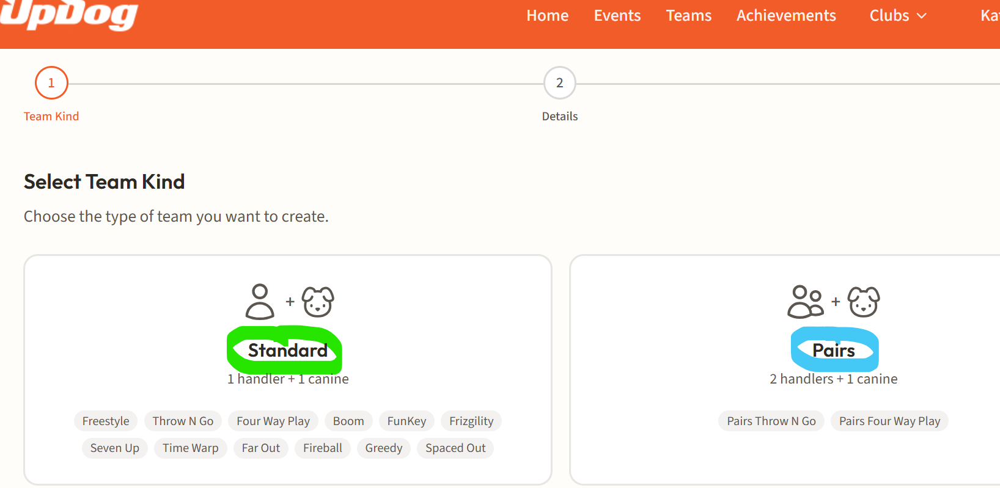 UpDog
Home Events Teams Achievements Clubs
1
2
Team Kind
Details
Select Team Kind
Choose the type of team you want to create.
+
Standard
1 handler + 1 canine
Freestyle Throw N Go Four Way Play Boom FunKey Frizgility
Seven Up Time Warp Far Out Fireball Greedy Spaced Out
+
Pairs
2 handlers + 1 canine
Pairs Throw N Go Pairs Four Way Play